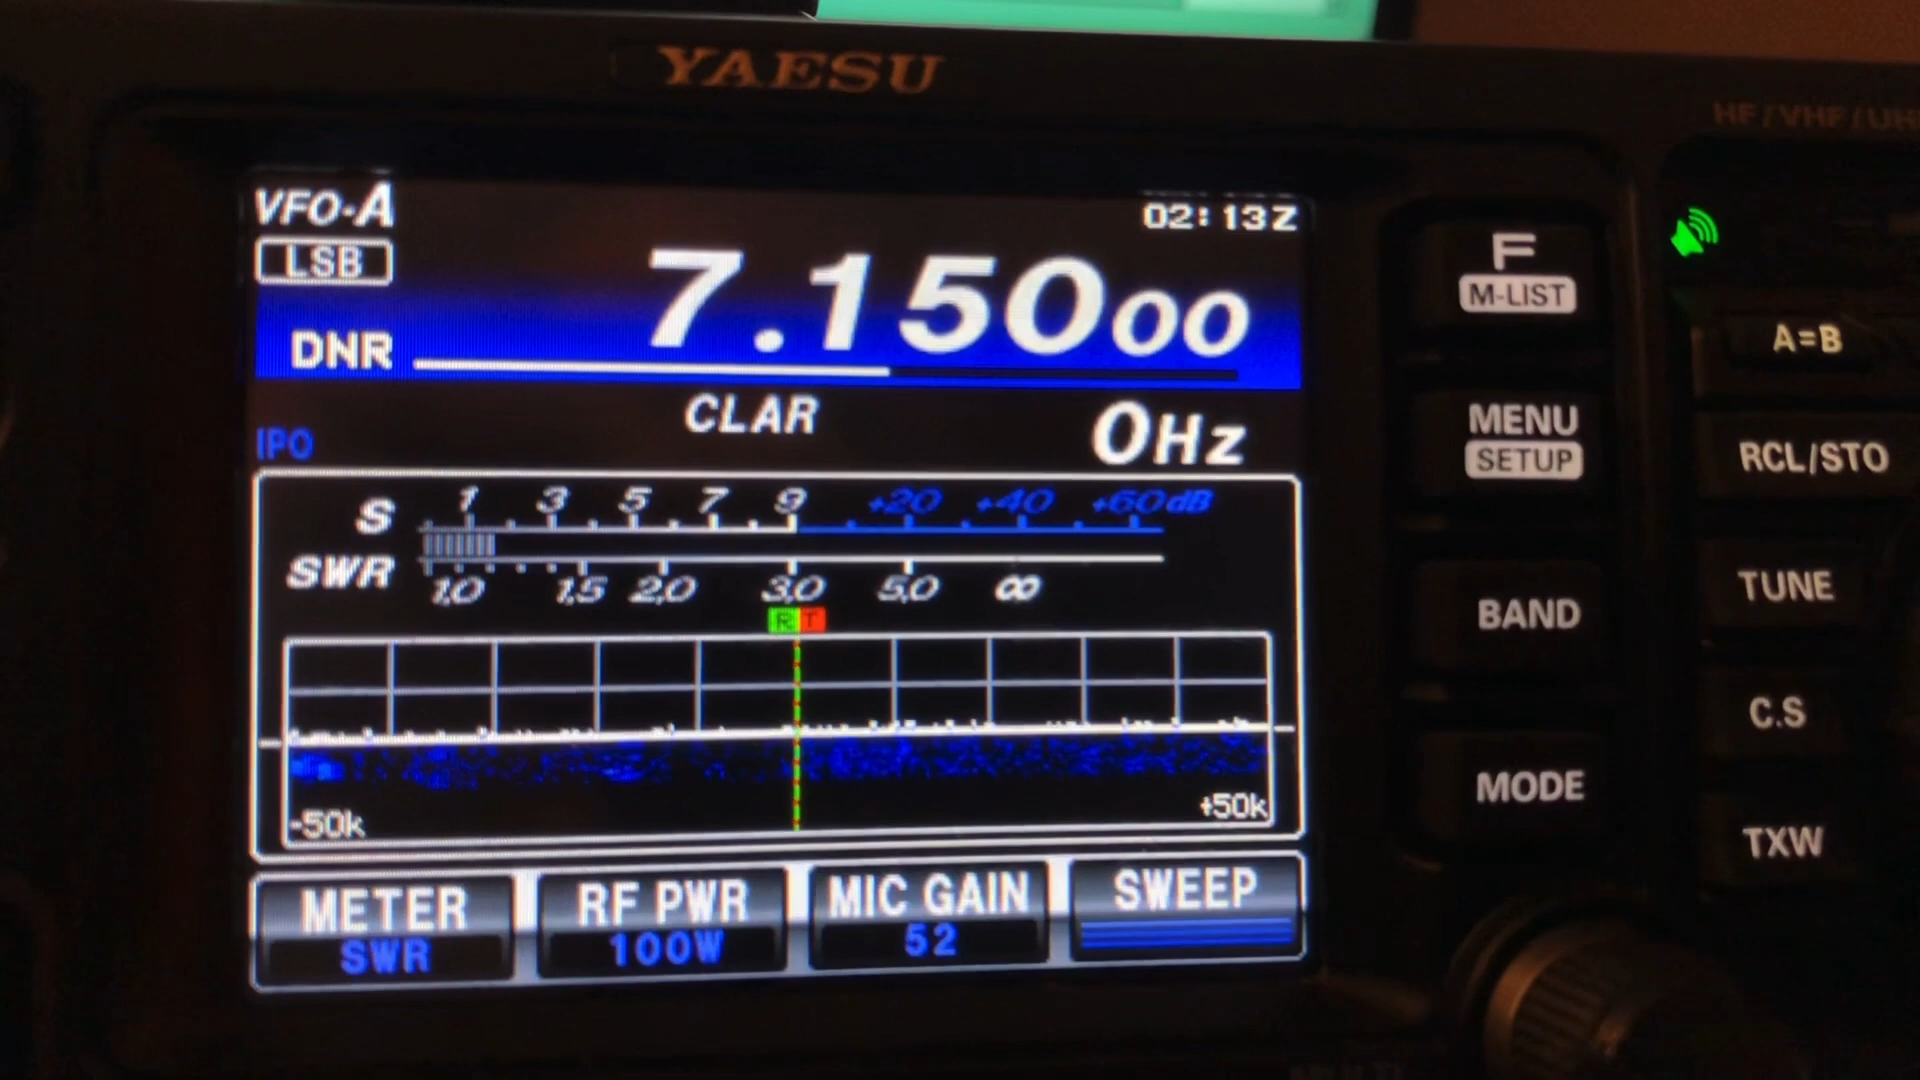 YAESU
HF/VHF/UH
VFO-A
02:13Z
LSB
7.15000
DNR
CLAR
0Hz
IPO
S 1 3 5 7 9 +20 +40 +60dB
SWR 1.0 1.5 2.0 3.0 5.0 ∞
R T
-50k
+50k
METER
SWR
RF PWR
100W
MIC GAIN
52
SWEEP
F
M-LIST
MENU
SETUP
BAND
MODE
A=B
RCL/STO
TUNE
C.S
TXW